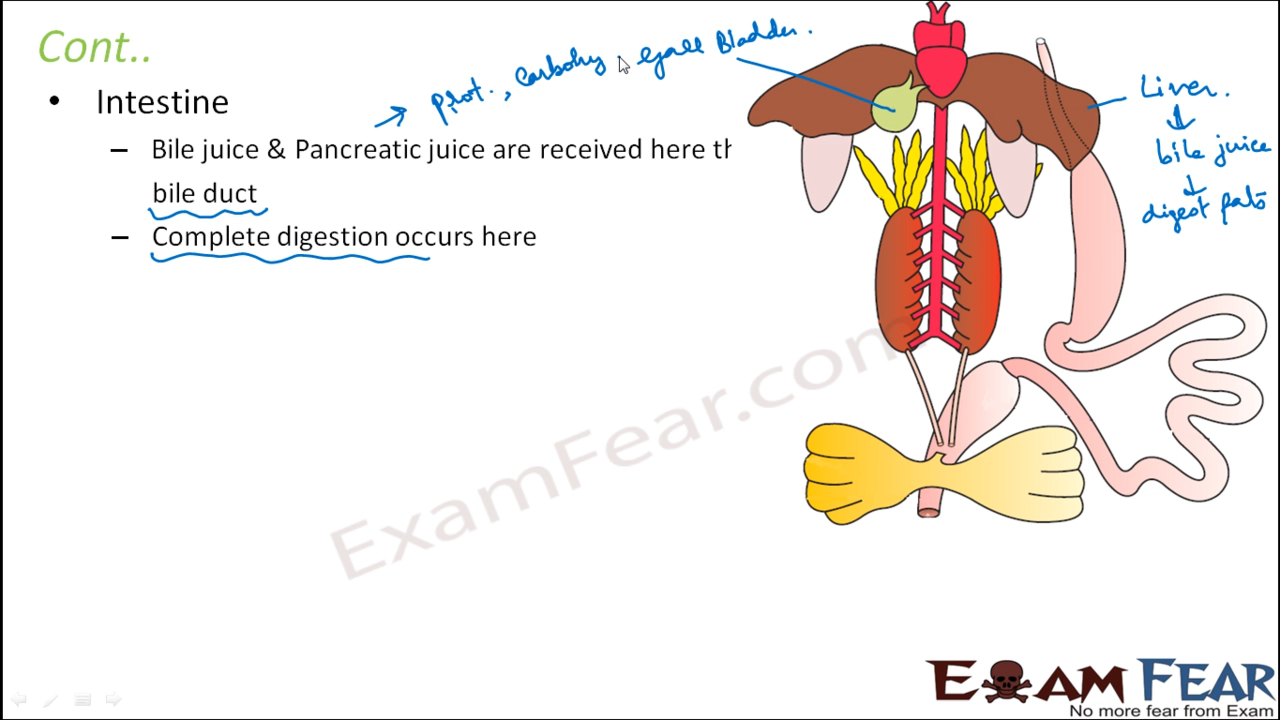 Cont..
prot. , Carbohy
Gall Bladder.
• Intestine
– Bile juice & Pancreatic juice are received here th
bile duct
– Complete digestion occurs here
Liver.
bile juice
digest fats
ExamFear.com
EXAM FEAR
No more fear from Exam